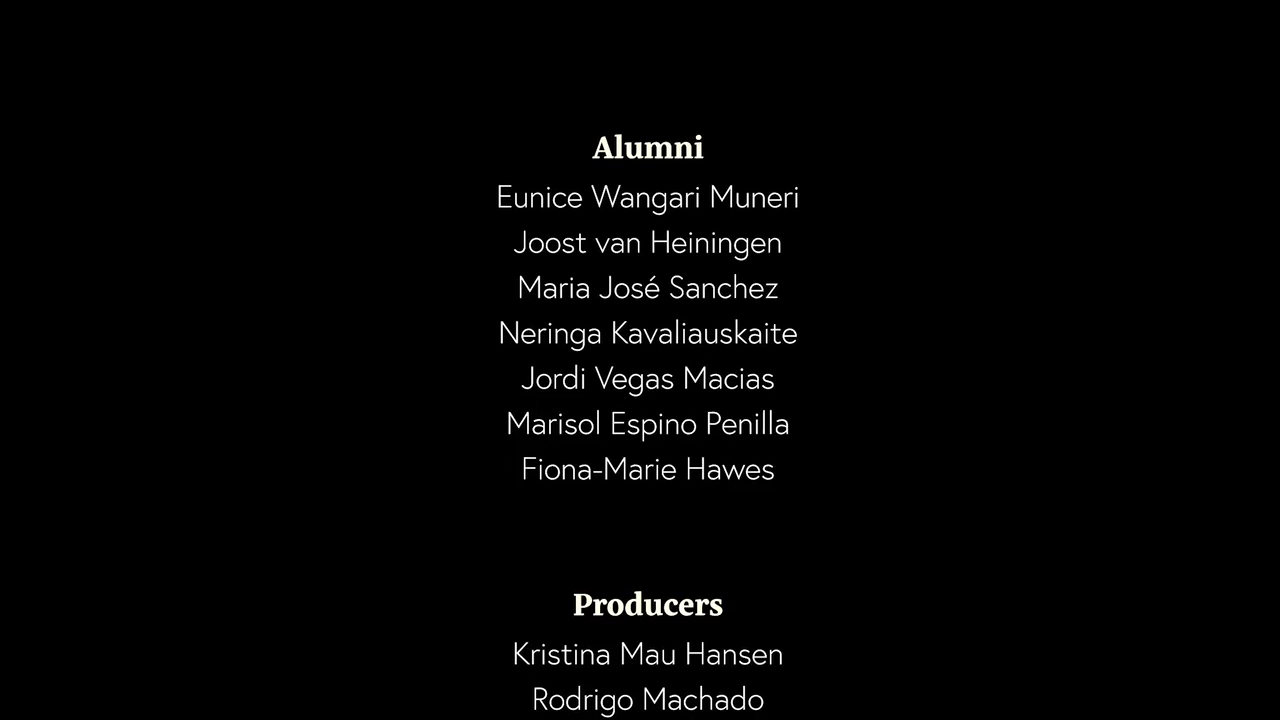 Alumni
Eunice Wangari Muneri
Joost van Heiningen
Maria José Sanchez
Neringa Kavaliauskaite
Jordi Vegas Macias
Marisol Espino Penilla
Fiona-Marie Hawes
Producers
Kristina Mau Hansen
Rodrigo Machado